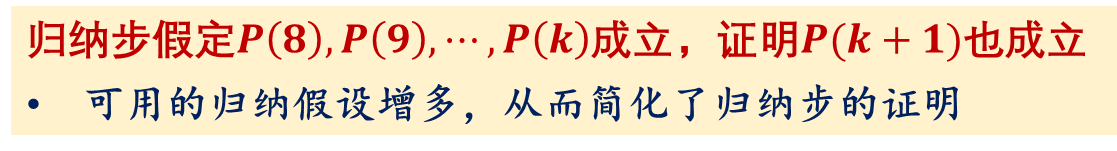 归纳步假定P(8), P(9), ⋯, P(k)成立，证明P(k + 1)也成立
• 可用的归纳假设增多，从而简化了归纳步的证明